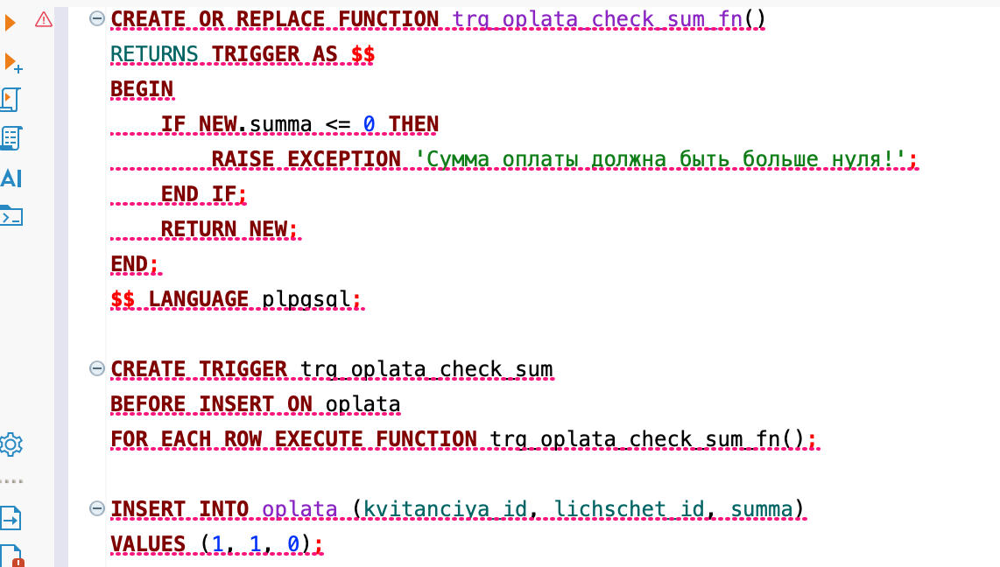 CREATE OR REPLACE FUNCTION trg_oplata_check_sum_fn()
RETURNS TRIGGER AS $$
BEGIN
    IF NEW.summa <= 0 THEN
        RAISE EXCEPTION 'Сумма оплаты должна быть больше нуля!';
    END IF;
    RETURN NEW;
END;
$$ LANGUAGE plpgsql;
CREATE TRIGGER trg_oplata_check_sum
BEFORE INSERT ON oplata
FOR EACH ROW EXECUTE FUNCTION trg_oplata_check_sum_fn();
INSERT INTO oplata (kvitanciya_id, lichschet_id, summa)
VALUES (1, 1, 0);
AI